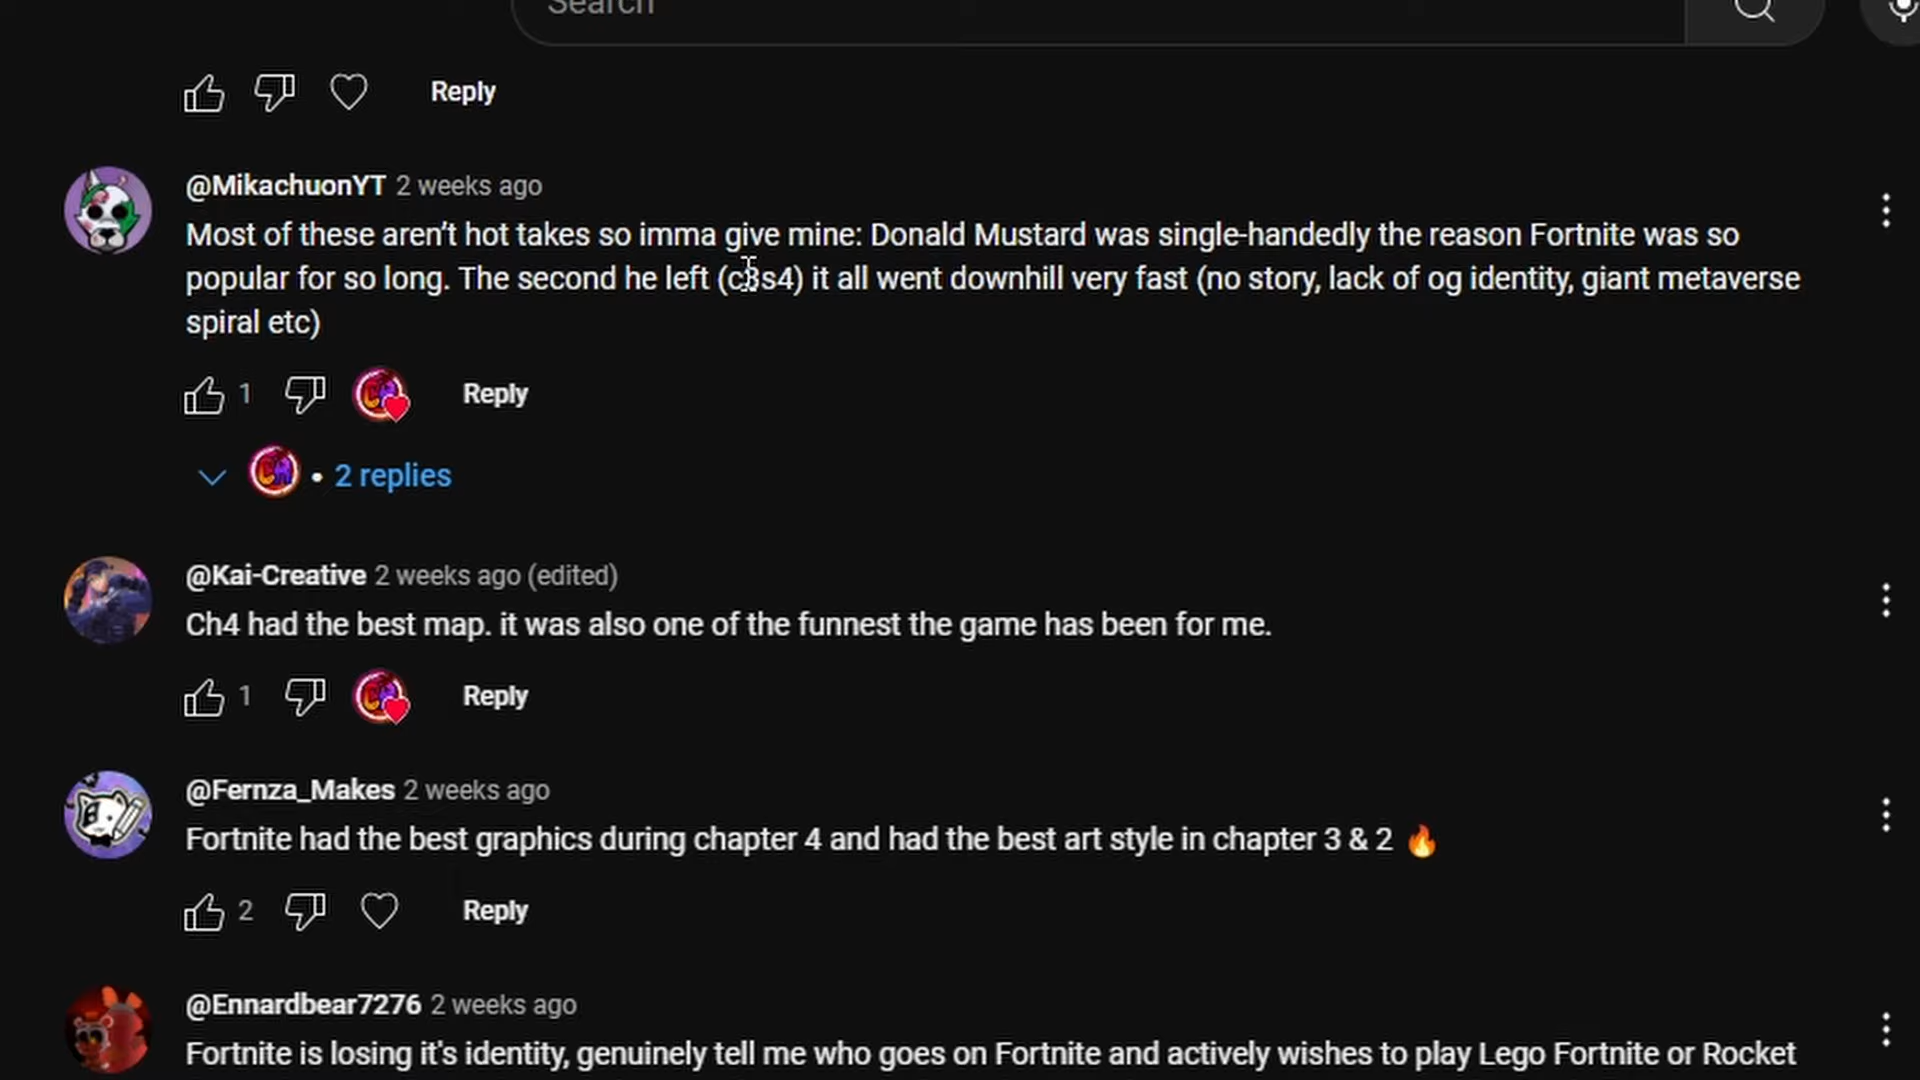 Search
Reply
@MikachuonYT 2 weeks ago
Most of these aren't hot takes so imma give mine: Donald Mustard was single-handedly the reason Fortnite was so
popular for so long. The second he left (c3s4) it all went downhill very fast (no story, lack of og identity, giant metaverse
spiral etc)
1 Reply
2 replies
@Kai-Creative 2 weeks ago (edited)
Ch4 had the best map. it was also one of the funnest the game has been for me.
1 Reply
@Fernza_Makes 2 weeks ago
Fortnite had the best graphics during chapter 4 and had the best art style in chapter 3 & 2 🔥
2 Reply
@Ennardbear7276 2 weeks ago
Fortnite is losing it's identity, genuinely tell me who goes on Fortnite and actively wishes to play Lego Fortnite or Rocket